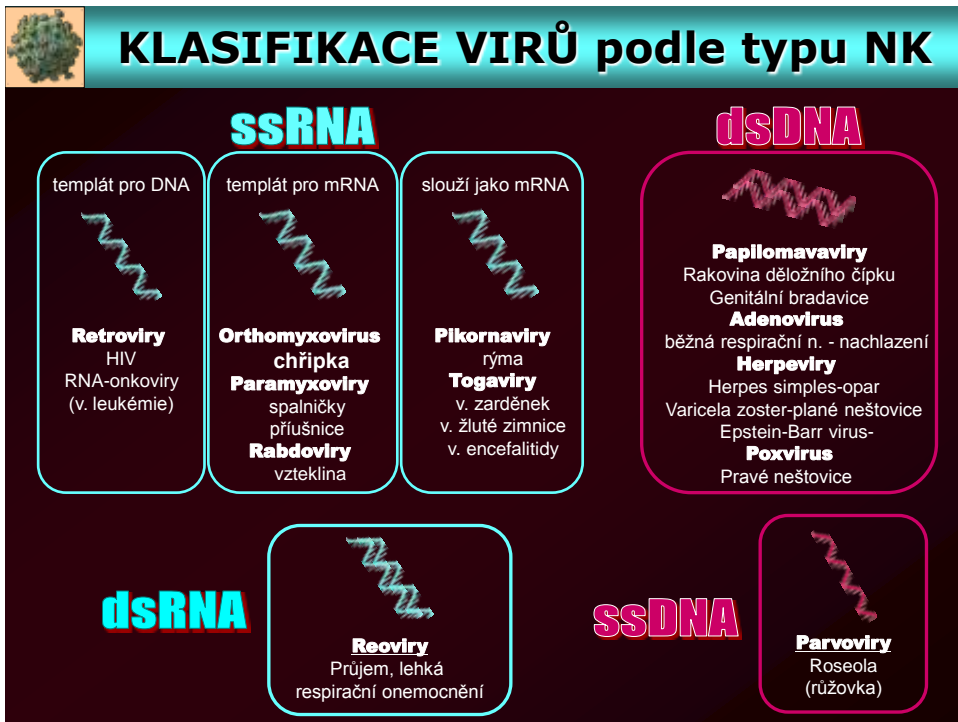 KLASIFIKACE VIRŮ podle typu NK
ssRNA
templát pro DNA
Retroviry
HIV
RNA-onkoviry
(v. leukémie)
templát pro mRNA
Orthomyxovirus
chřipka
Paramyxoviry
spalničky
příušnice
Rabdoviry
vzteklina
slouží jako mRNA
Pikornaviry
rýma
Togaviry
v. zarděnek
v. žluté zimnice
v. encefalitidy
dsDNA
Papilomavaviry
Rakovina děložního čípku
Genitální bradavice
Adenovirus
běžná respirační n. - nachlazení
Herpeviry
Herpes simples-opar
Varicela zoster-plané neštovice
Epstein-Barr virus-
Poxvirus
Pravé neštovice
dsRNA
Reoviry
Průjem, lehká
respirační onemocnění
ssDNA
Parvoviry
Roseola
(růžovka)